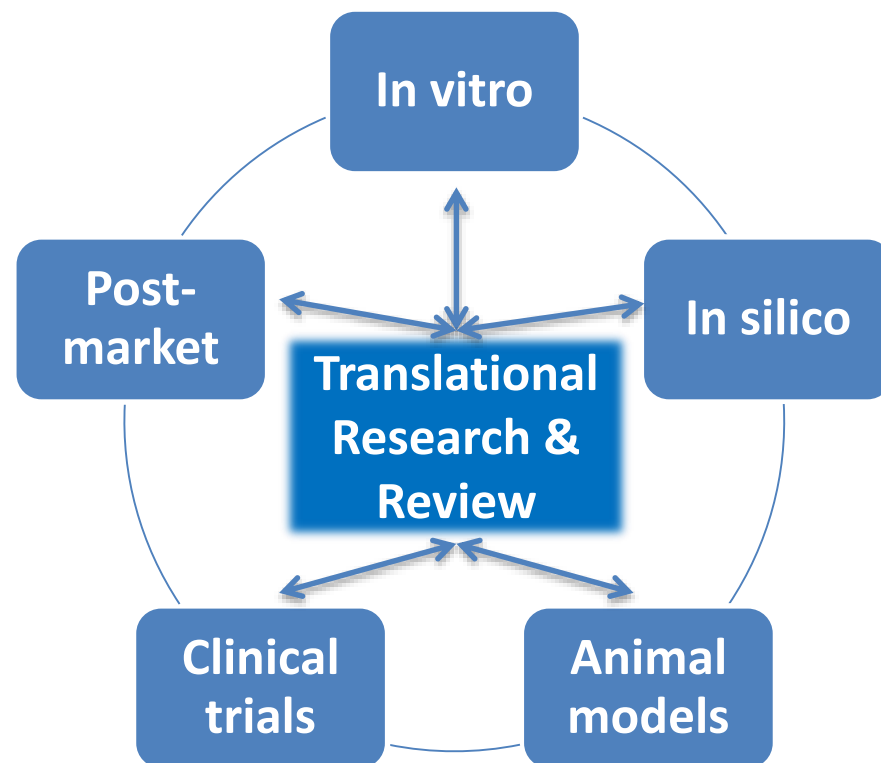 In vitro
Post-
market
In silico
Translational
Research &
Review
Clinical
trials
Animal
models